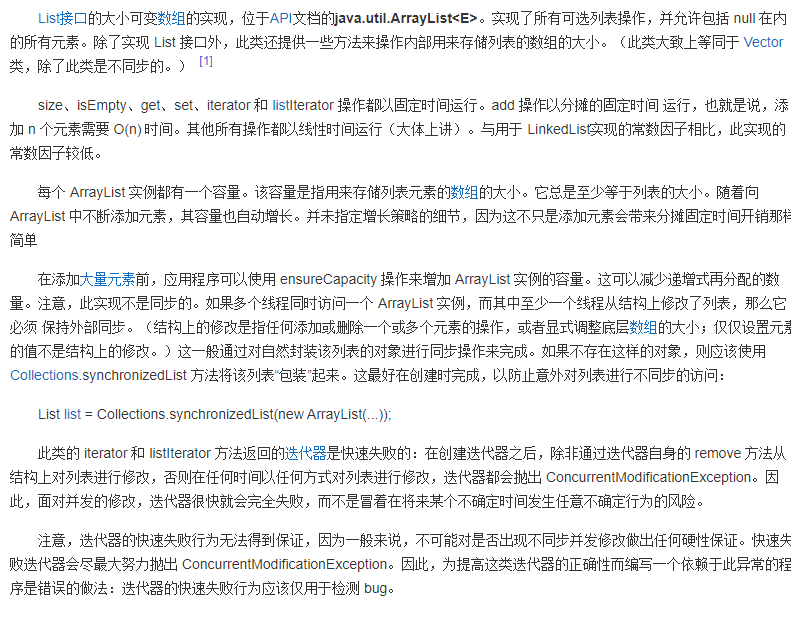 List接口的大小可变数组的实现，位于API文档的java.util.ArrayList<E>。实现了所有可选列表操作，并允许包括 null 在内
的所有元素。除了实现 List 接口外，此类还提供一些方法来操作内部用来存储列表的数组的大小。（此类大致上等同于 Vector
类，除了此类是不同步的。） [1]
size、isEmpty、get、set、iterator 和 listIterator 操作都以固定时间运行。add 操作以分摊的固定时间 运行，也就是说，添
加 n 个元素需要 O(n) 时间。其他所有操作都以线性时间运行（大体上讲）。与用于 LinkedList实现的常数因子相比，此实现的
常数因子较低。
每个 ArrayList 实例都有一个容量。该容量是指用来存储列表元素的数组的大小。它总是至少等于列表的大小。随着向
ArrayList 中不断添加元素，其容量也自动增长。并未指定增长策略的细节，因为这不只是添加元素会带来分摊固定时间开销那样
简单
在添加大量元素前，应用程序可以使用 ensureCapacity 操作来增加 ArrayList 实例的容量。这可以减少递增式再分配的数
量。注意，此实现不是同步的。如果多个线程同时访问一个 ArrayList 实例，而其中至少一个线程从结构上修改了列表，那么它
必须 保持外部同步。（结构上的修改是指任何添加或删除一个或多个元素的操作，或者显式调整底层数组的大小；仅仅设置元素
的值不是结构上的修改。）这一般通过对自然封装该列表的对象进行同步操作来完成。如果不存在这样的对象，则应该使用
Collections.synchronizedList 方法将该列表“包装”起来。这最好在创建时完成，以防止意外对列表进行不同步的访问：
List list = Collections.synchronizedList(new ArrayList(...));
此类的 iterator 和 listIterator 方法返回的迭代器是快速失败的：在创建迭代器之后，除非通过迭代器自身的 remove 方法从
结构上对列表进行修改，否则在任何时间以任何方式对列表进行修改，迭代器都会抛出 ConcurrentModificationException。因
此，面对并发的修改，迭代器很快就会完全失败，而不是冒着在将来某个不确定时间发生任意不确定行为的风险。
注意，迭代器的快速失败行为无法得到保证，因为一般来说，不可能对是否出现不同步并发修改做出任何硬性保证。快速失
败迭代器会尽最大努力抛出 ConcurrentModificationException。因此，为提高这类迭代器的正确性而编写一个依赖于此异常的程
序是错误的做法：迭代器的快速失败行为应该仅用于检测 bug。